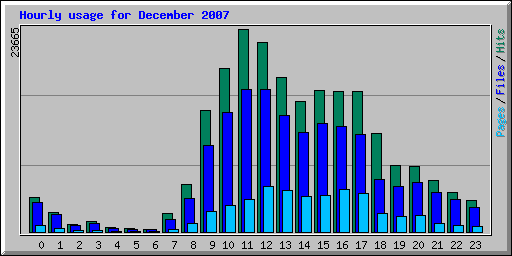 Hourly usage for December 2007
23665
Pages/Files/Hits
0 1 2 3 4 5 6 7 8 9 10 11 12 13 14 15 16 17 18 19 20 21 22 23